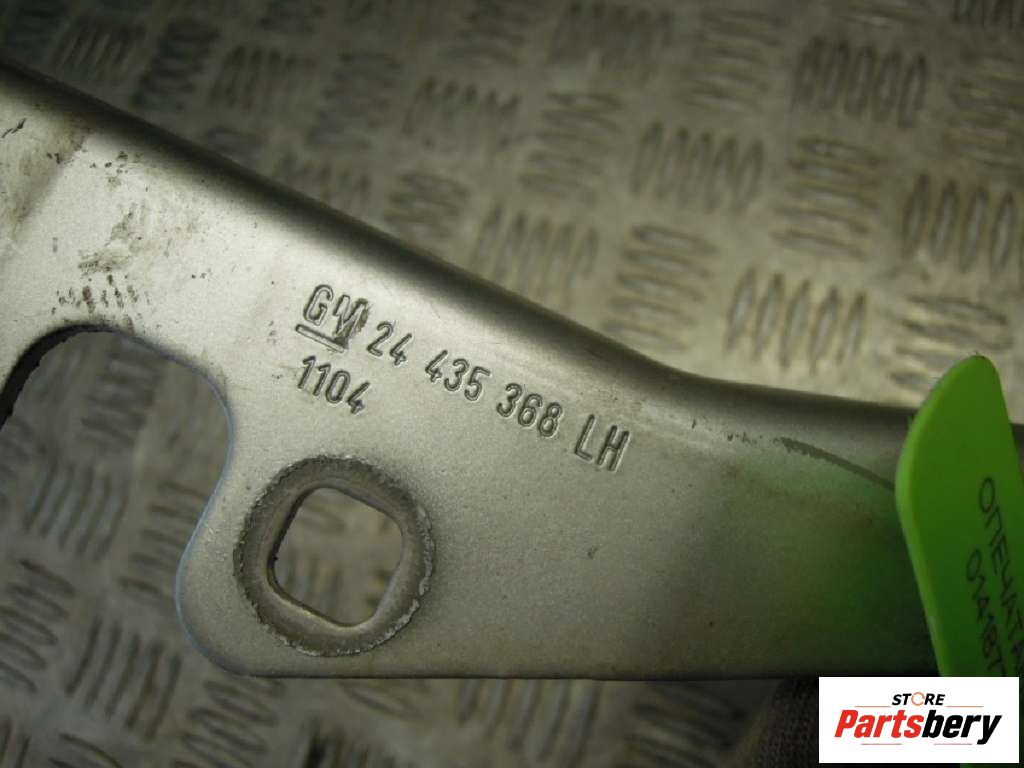 GM 24 435 368 LH
1104
STORE
Partsbery